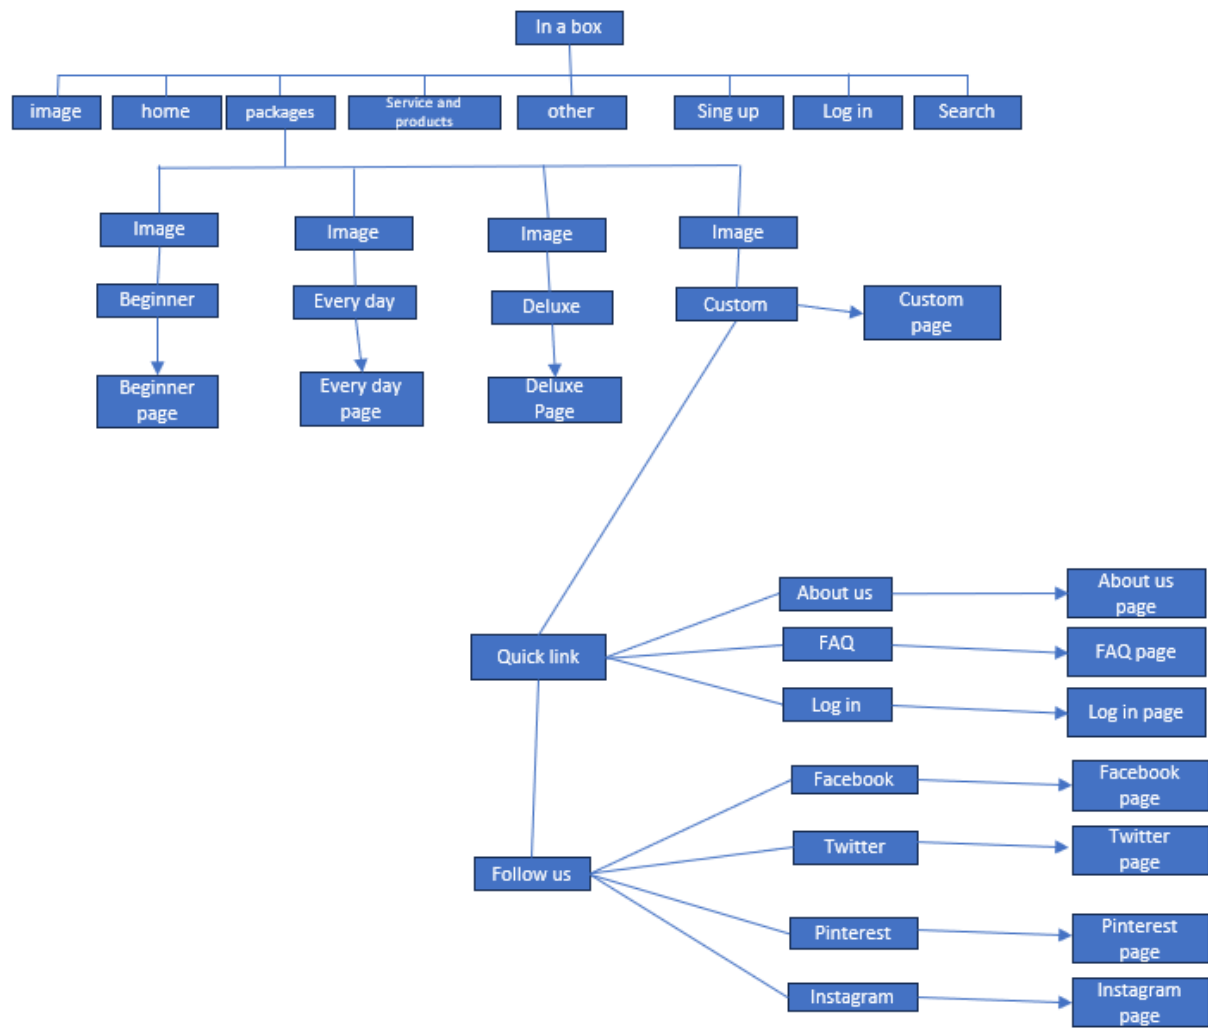 In a box
image
home
packages
Service and
products
other
Sing up
Log in
Search
Image
Image
Image
Image
Beginner
Every day
Deluxe
Custom
Custom
page
Beginner
page
Every day
page
Deluxe
Page
Quick link
About us
About us
page
FAQ
FAQ page
Log in
Log in page
Follow us
Facebook
Facebook
page
Twitter
Twitter
page
Pinterest
Pinterest
page
Instagram
Instagram
page